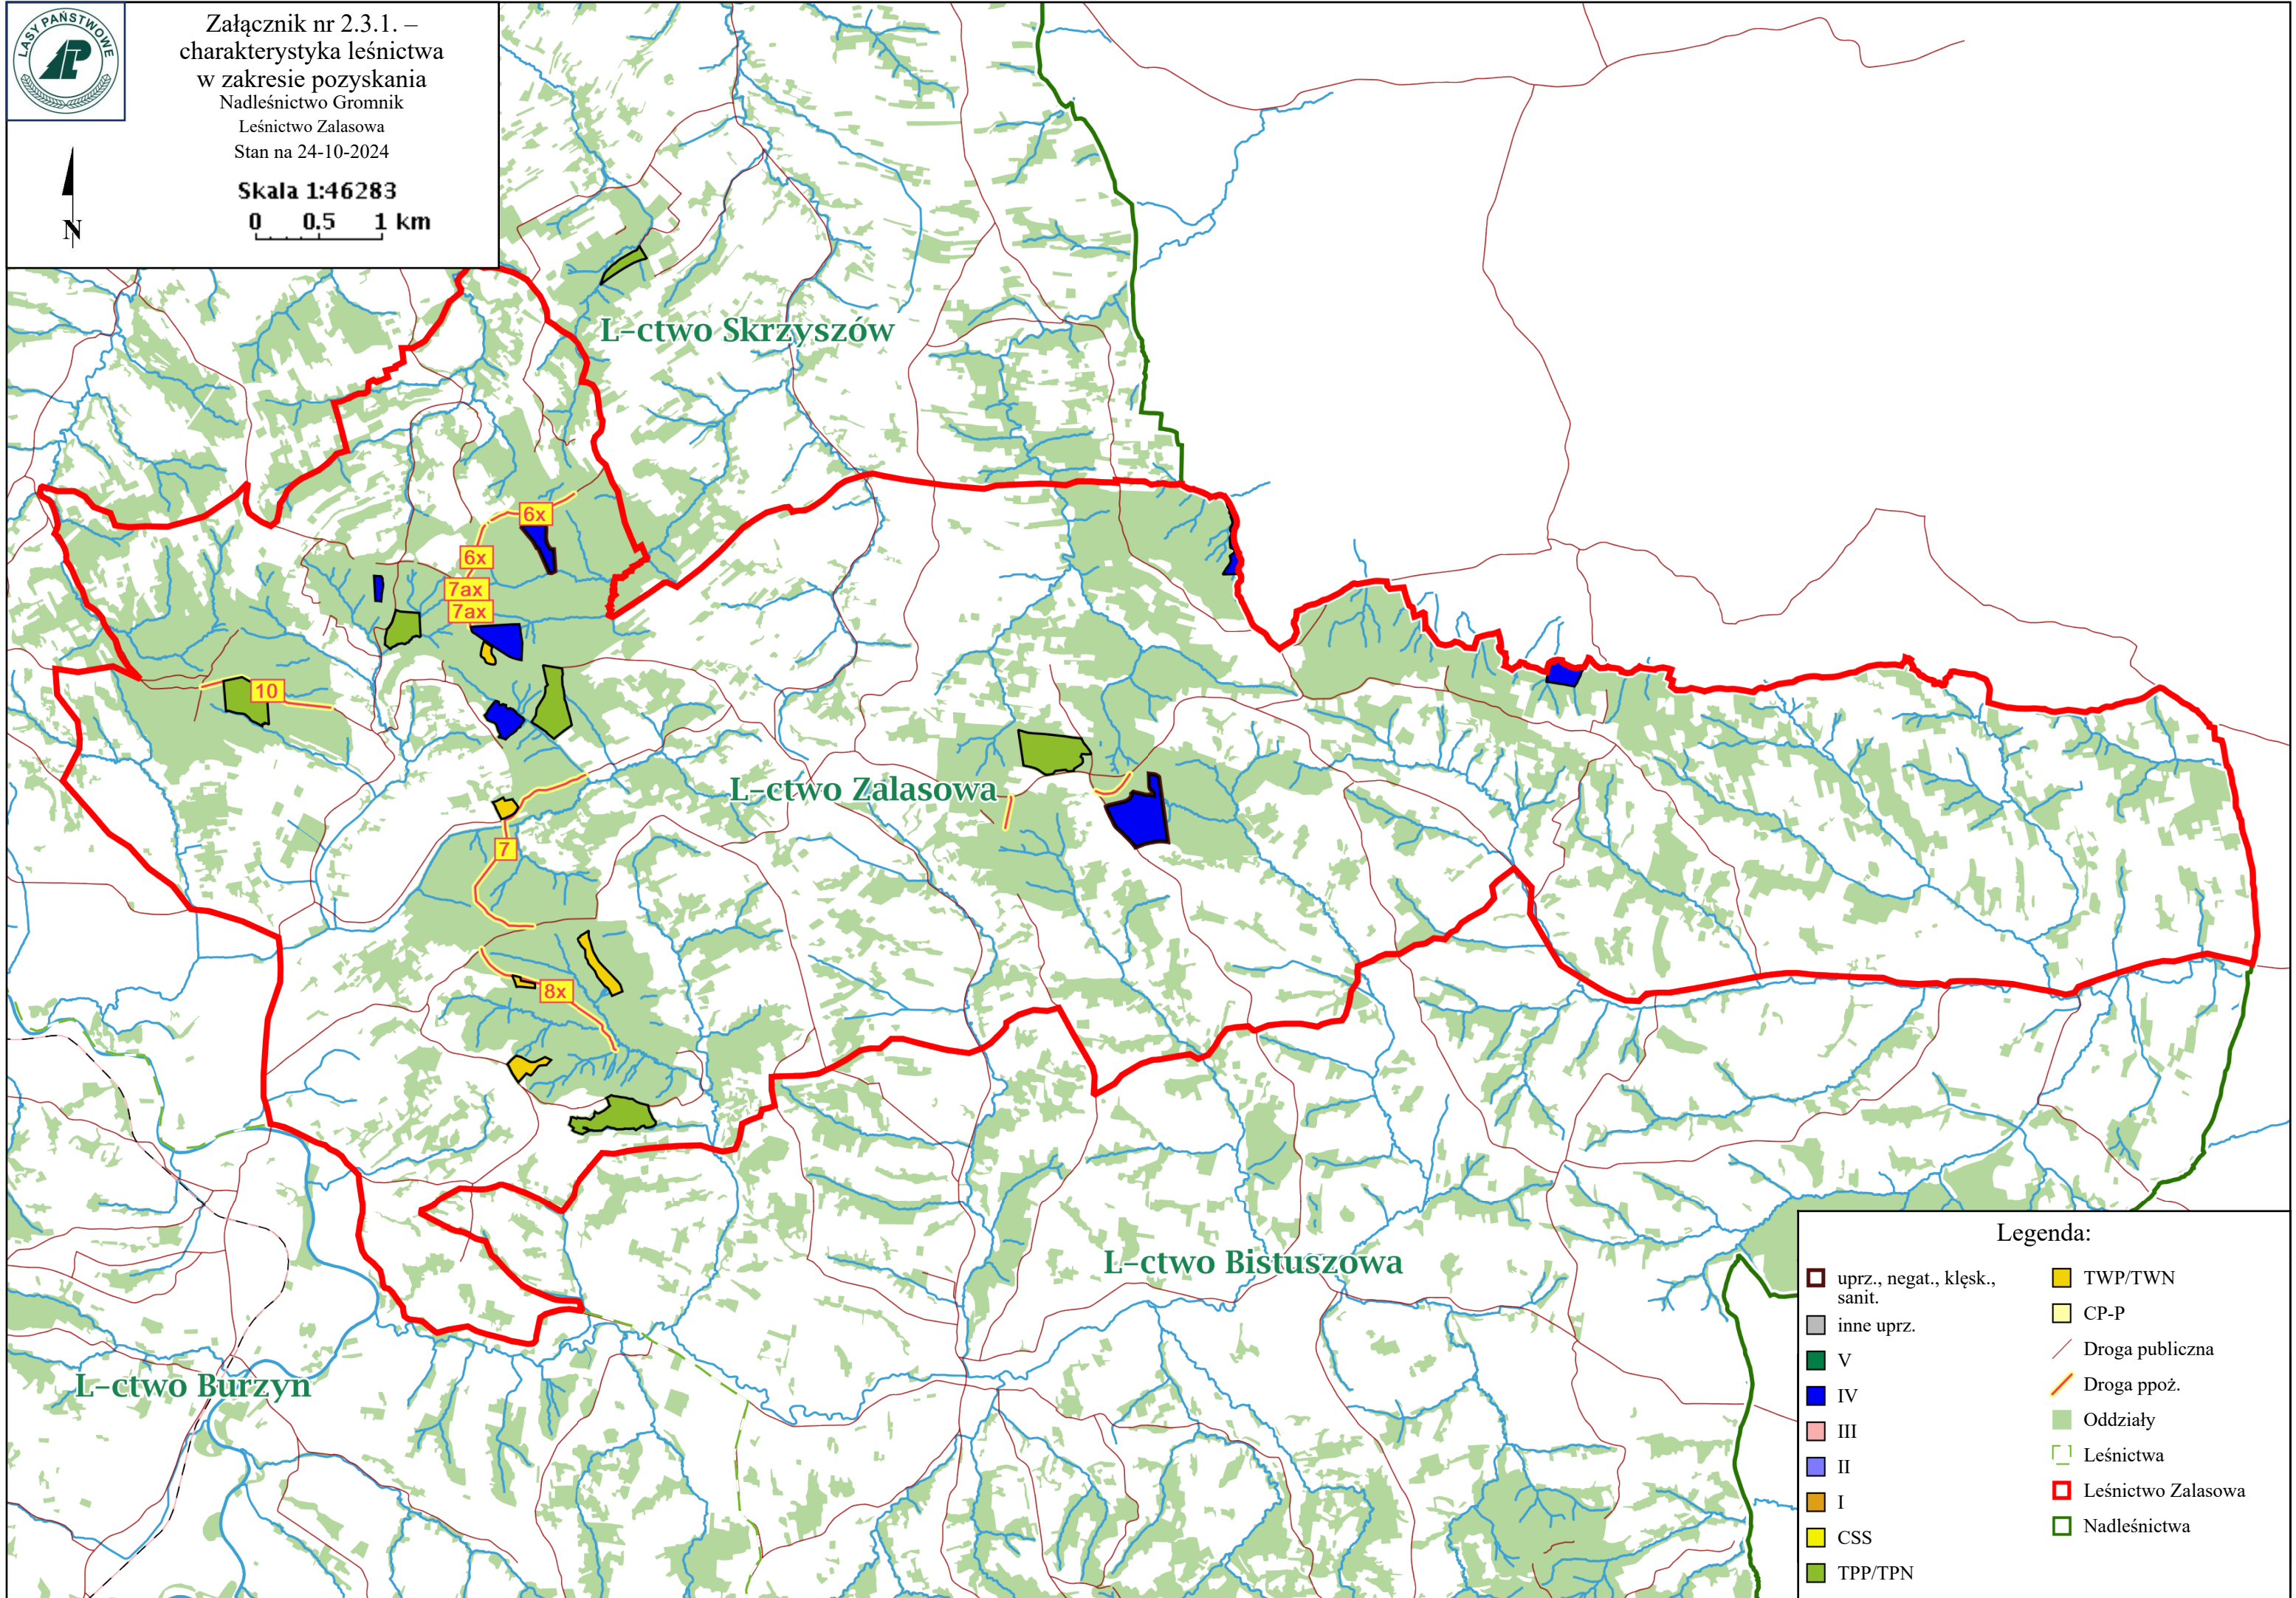 LASY PAŃSTWOWE
LP
Załącznik nr 2.3.1. –
charakterystyka leśnictwa
w zakresie pozyskania
Nadleśnictwo Gromnik
Leśnictwo Zalasowa
Stan na 24-10-2024
Skala 1:46283
0 0.5 1 km
N
L-ctwo Skrzyszów
6x
6x
7ax
7ax
10
L-ctwo Zalasowa
7
8x
L-ctwo Bistuszowa
L-ctwo Burzyn
Legenda:
uprz., negat., klęsk.,
sanit.
inne uprz.
V
IV
III
II
I
CSS
TPP/TPN
TWP/TWN
CP-P
Droga publiczna
Droga ppoż.
Oddziały
Leśnictwa
Leśnictwo Zalasowa
Nadleśnictwa